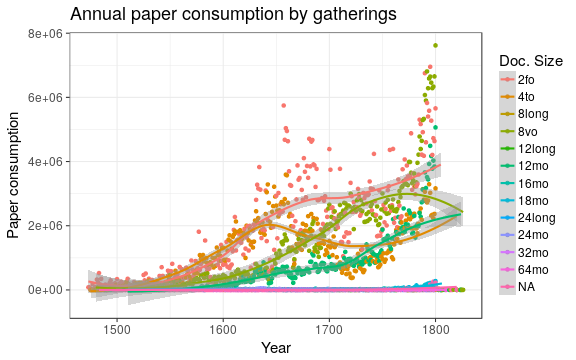 Annual paper consumption by gatherings
8e+06
6e+06
4e+06
2e+06
0e+00
Paper consumption
1500
1600
1700
1800
Year
Doc. Size
2fo
4to
8long
8vo
12long
12mo
16mo
18mo
24long
24mo
32mo
64mo
NA